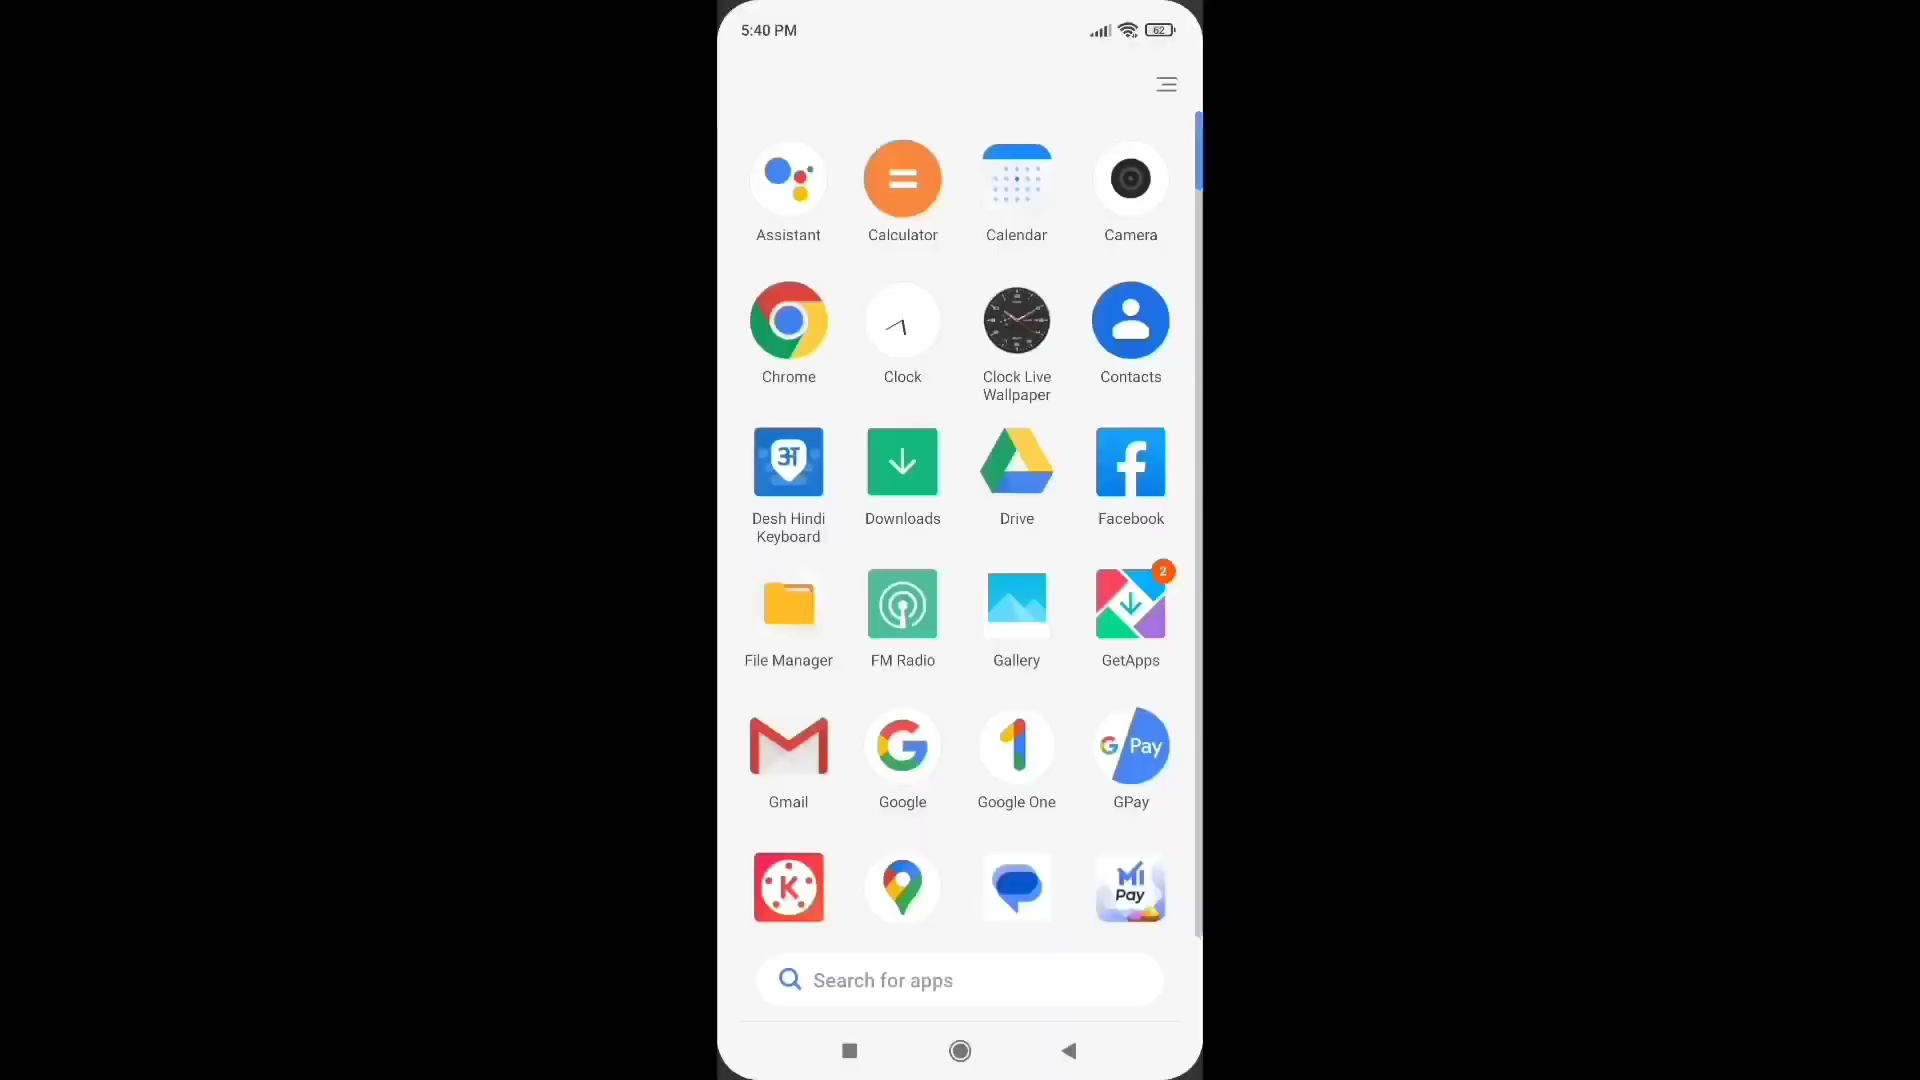 5:40 PM
62
Assistant
Calculator
Calendar
Camera
Chrome
Clock
Clock Live
Wallpaper
Contacts
अ
Desh Hindi
Keyboard
Downloads
Drive
f
Facebook
File Manager
FM Radio
Gallery
2
GetApps
Gmail
Google
Google One
G Pay
GPay
K
MI
Pay
Search for apps